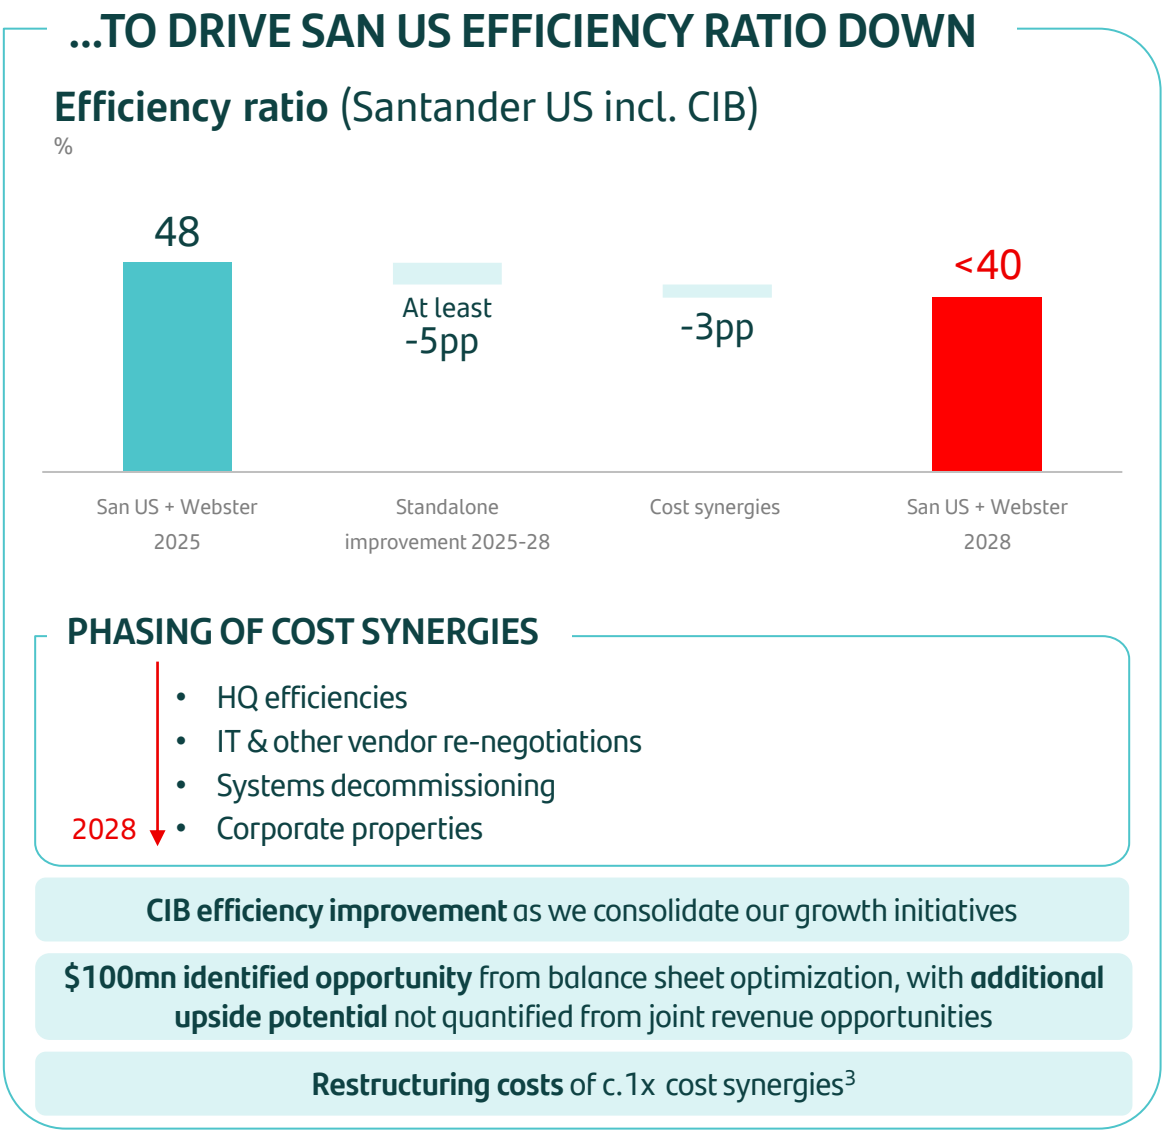 ...TO DRIVE SAN US EFFICIENCY RATIO DOWN
Efficiency ratio (Santander US incl. CIB)
%
48
At least
-5pp
-3pp
<40
San US + Webster
2025
Standalone
improvement 2025-28
Cost synergies
San US + Webster
2028
PHASING OF COST SYNERGIES
• HQ efficiencies
• IT & other vendor re-negotiations
• Systems decommissioning
2028 • Corporate properties
CIB efficiency improvement as we consolidate our growth initiatives
$100mn identified opportunity from balance sheet optimization, with additional
upside potential not quantified from joint revenue opportunities
Restructuring costs of c.1x cost synergies³